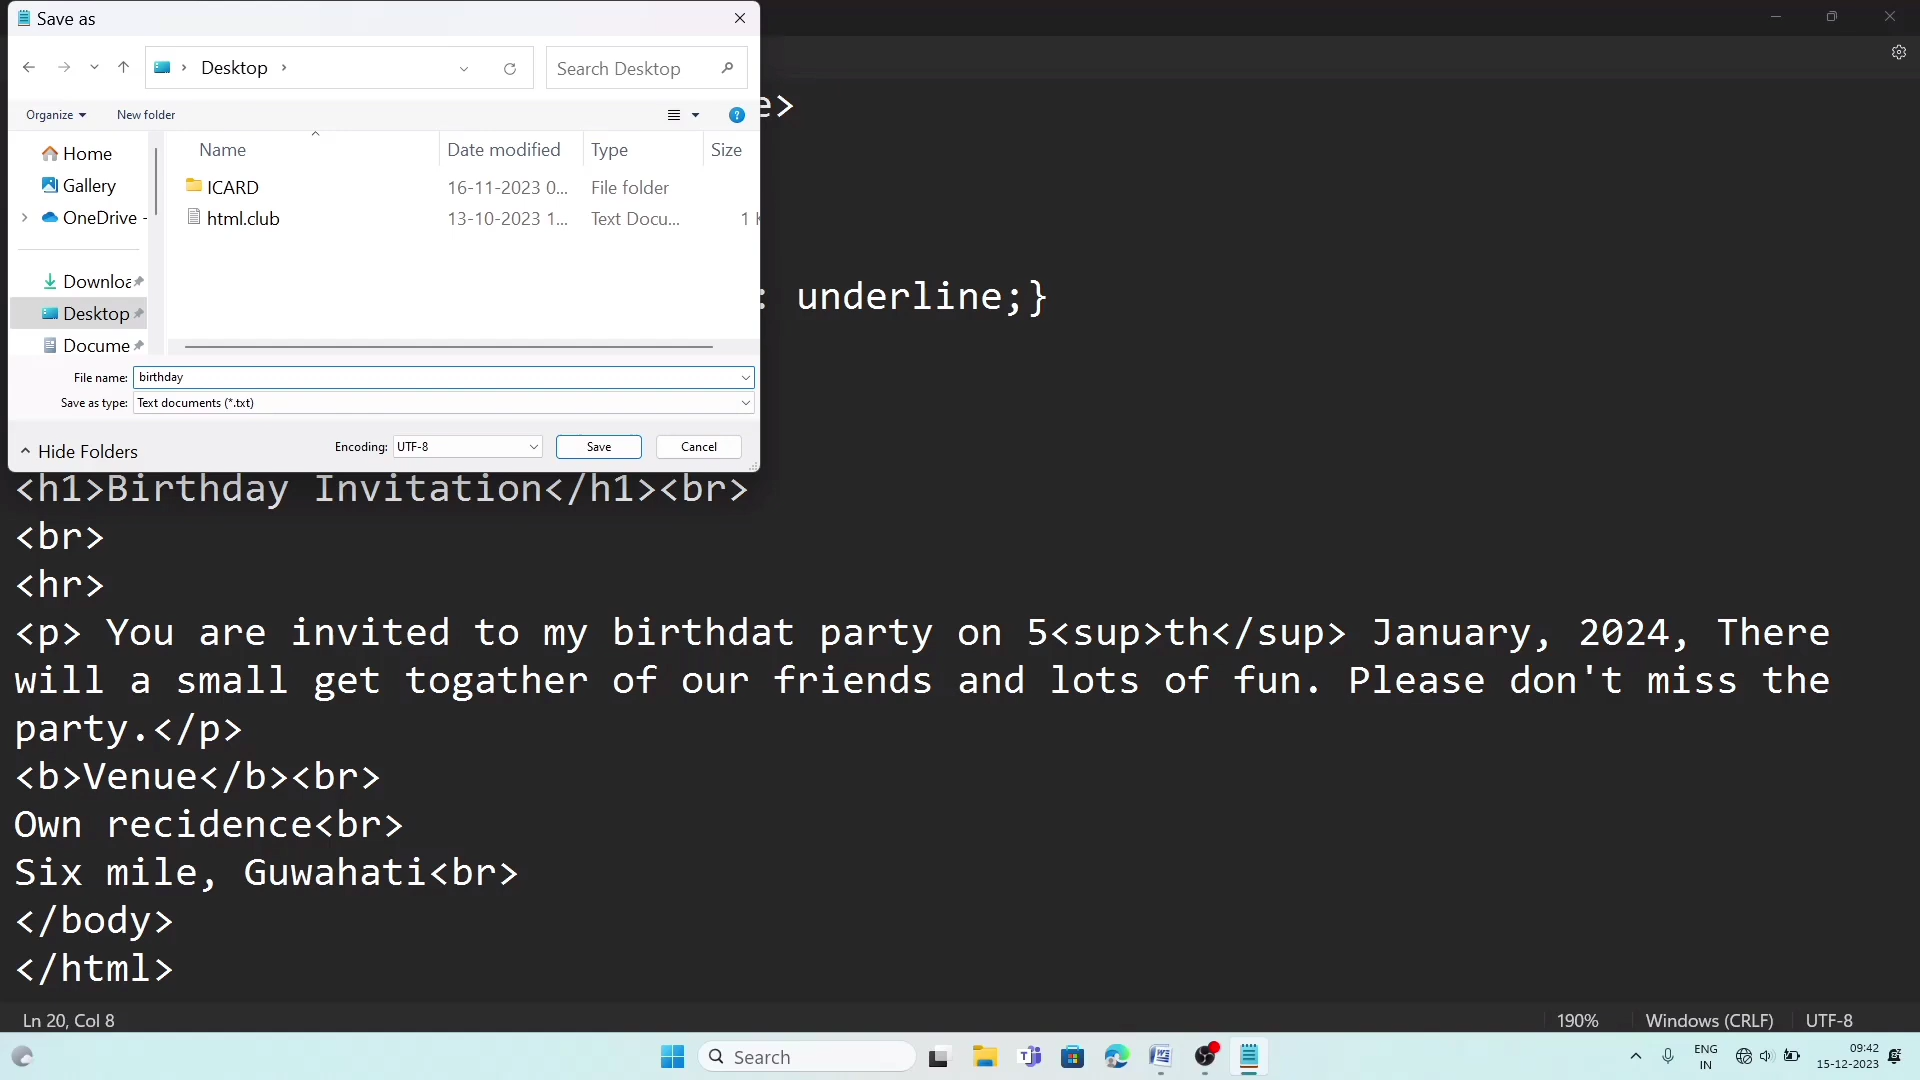 Save as
Desktop
Search Desktop
Organize
New folder
Home
Gallery
OneDrive -
Downloa
Desktop
Docume
Name Date modified Type Size
ICARD 16-11-2023 0... File folder
html.club 13-10-2023 1... Text Docu... 1 K
File name: birthday
Save as type: Text documents (*.txt)
Hide Folders
Encoding: UTF-8
Save
Cancel
e>
: underline;}
<h1>Birthday Invitation</h1><br>
<br>
<hr>
<p> You are invited to my birthdat party on 5<sup>th</sup> January, 2024, There
will a small get togather of our friends and lots of fun. Please don't miss the
party.</p>
<b>Venue</b><br>
Own recidence<br>
Six mile, Guwahati<br>
</body>
</html>
Ln 20, Col 8
190%
Windows (CRLF)
UTF-8
Search
ENG
IN
09:42
15-12-2023